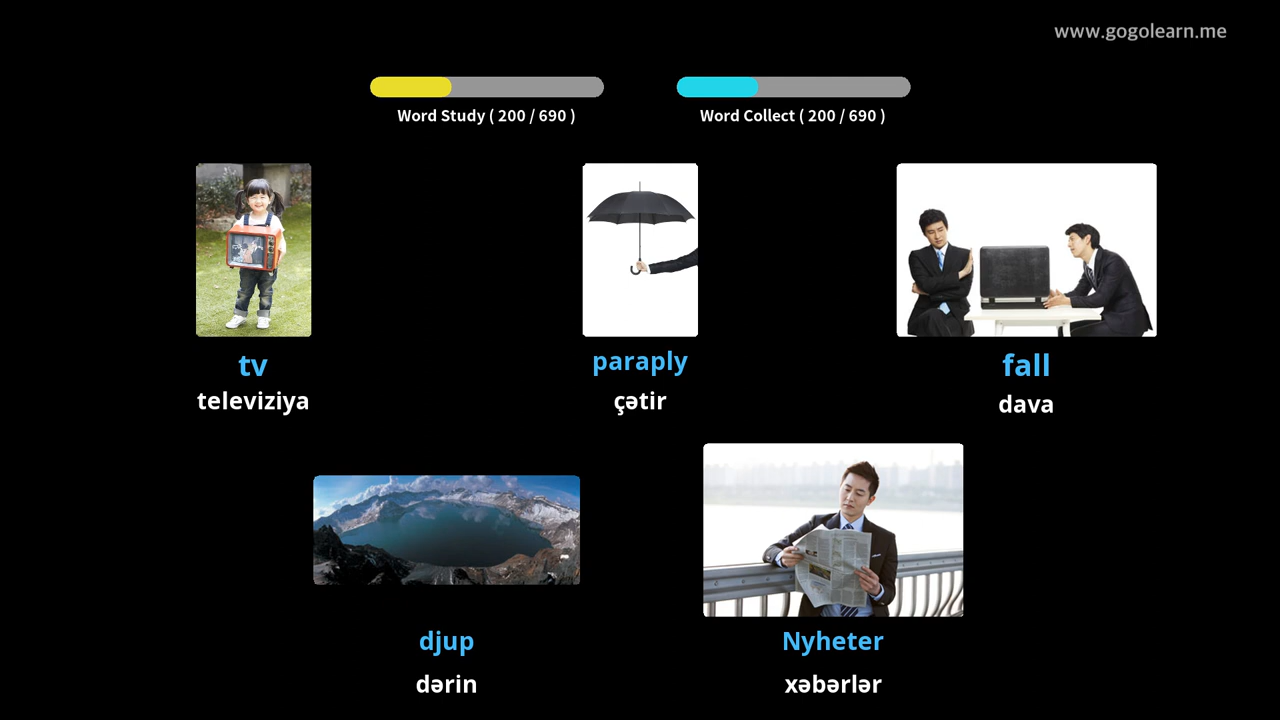 www.gogolearn.me
Word Study ( 200 / 690 )
Word Collect ( 200 / 690 )
tv
televiziya
paraply
çətir
fall
dava
djup
dərin
Nyheter
xəbərlər